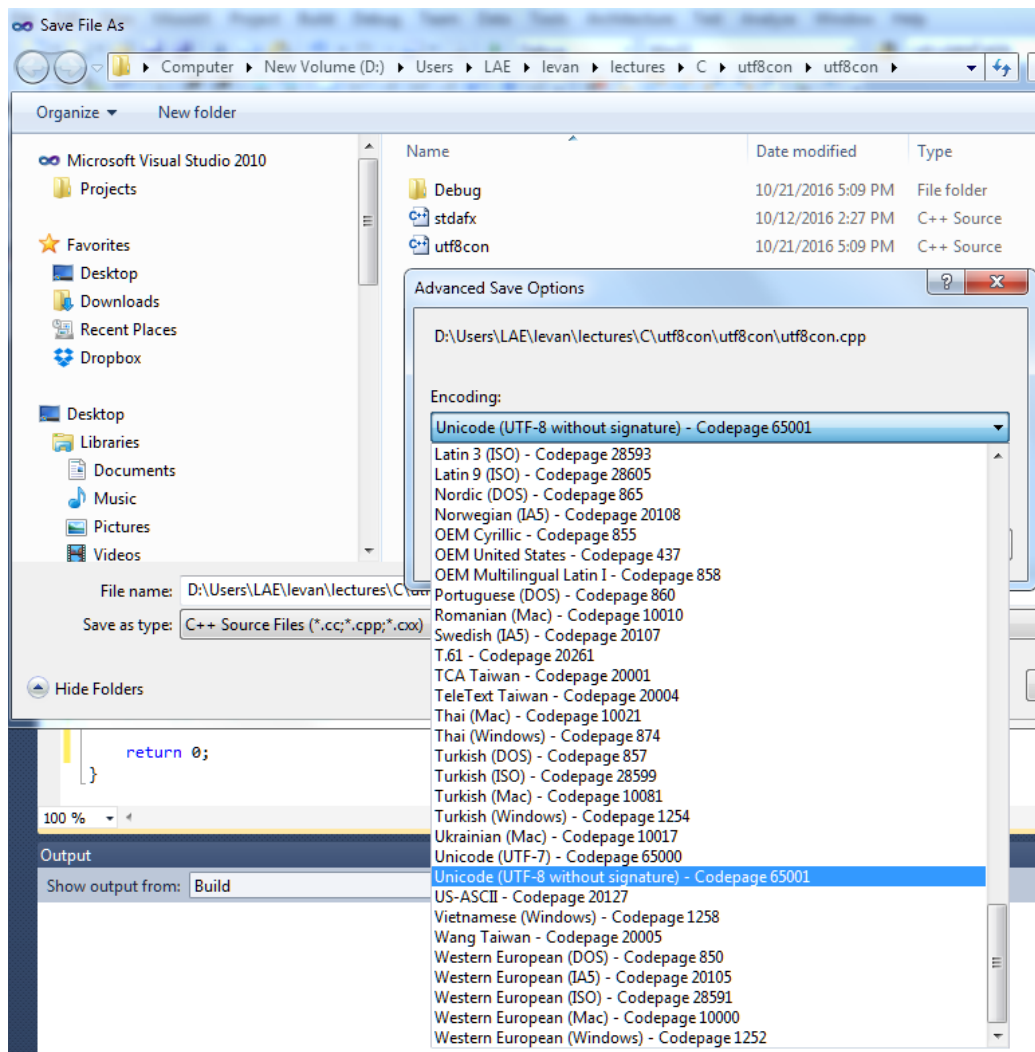 Save File As
Computer ▸ New Volume (D:) ▸ Users ▸ LAE ▸ levan ▸ lectures ▸ C ▸ utf8con ▸ utf8con ▸
Organize ▾ New folder
Microsoft Visual Studio 2010
Projects
Favorites
Desktop
Downloads
Recent Places
Dropbox
Desktop
Libraries
Documents
Music
Pictures
Videos
Name Date modified Type
Debug 10/21/2016 5:09 PM File folder
stdafx 10/12/2016 2:27 PM C++ Source
utf8con 10/21/2016 5:09 PM C++ Source
Advanced Save Options
D:\Users\LAE\levan\lectures\C\utf8con\utf8con\utf8con.cpp
Encoding:
Unicode (UTF-8 without signature) - Codepage 65001
Latin 3 (ISO) - Codepage 28593
Latin 9 (ISO) - Codepage 28605
Nordic (DOS) - Codepage 865
Norwegian (IA5) - Codepage 20108
OEM Cyrillic - Codepage 855
OEM United States - Codepage 437
OEM Multilingual Latin I - Codepage 858
Portuguese (DOS) - Codepage 860
Romanian (Mac) - Codepage 10010
Swedish (IA5) - Codepage 20107
T.61 - Codepage 20261
TCA Taiwan - Codepage 20001
TeleText Taiwan - Codepage 20004
Thai (Mac) - Codepage 10021
Thai (Windows) - Codepage 874
Turkish (DOS) - Codepage 857
Turkish (ISO) - Codepage 28599
Turkish (Mac) - Codepage 10081
Turkish (Windows) - Codepage 1254
Ukrainian (Mac) - Codepage 10017
Unicode (UTF-7) - Codepage 65000
Unicode (UTF-8 without signature) - Codepage 65001
US-ASCII - Codepage 20127
Vietnamese (Windows) - Codepage 1258
Wang Taiwan - Codepage 20005
Western European (DOS) - Codepage 850
Western European (IA5) - Codepage 20105
Western European (ISO) - Codepage 28591
Western European (Mac) - Codepage 10000
Western European (Windows) - Codepage 1252
File name: D:\Users\LAE\levan\lectures\C\
Save as type: C++ Source Files (*.cc;*.cpp;*.cxx)
Hide Folders
return 0;
}
100 %
Output
Show output from: Build